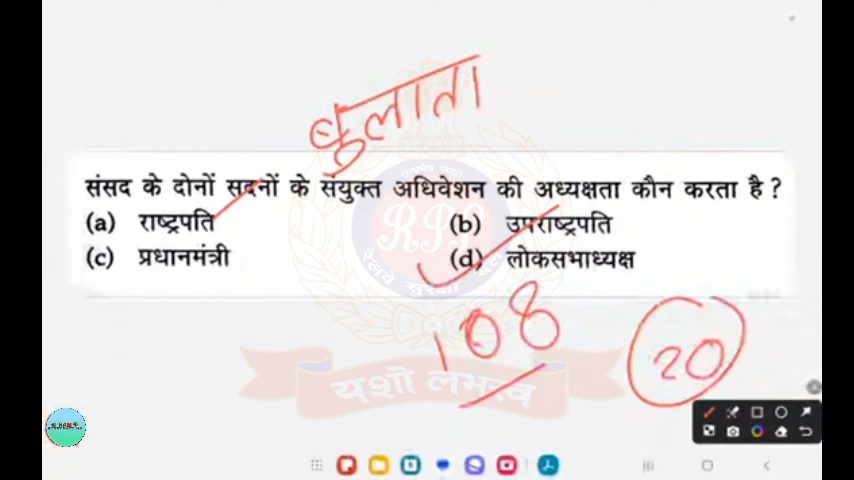 बुलाता
संसद के दोनों सदनों के संयुक्त अधिवेशन की अध्यक्षता कौन करता है ?
(a) राष्ट्रपति (b) उपराष्ट्रपति
(c) प्रधानमंत्री (d) लोकसभाध्यक्ष
108
20
यशो लभस्व